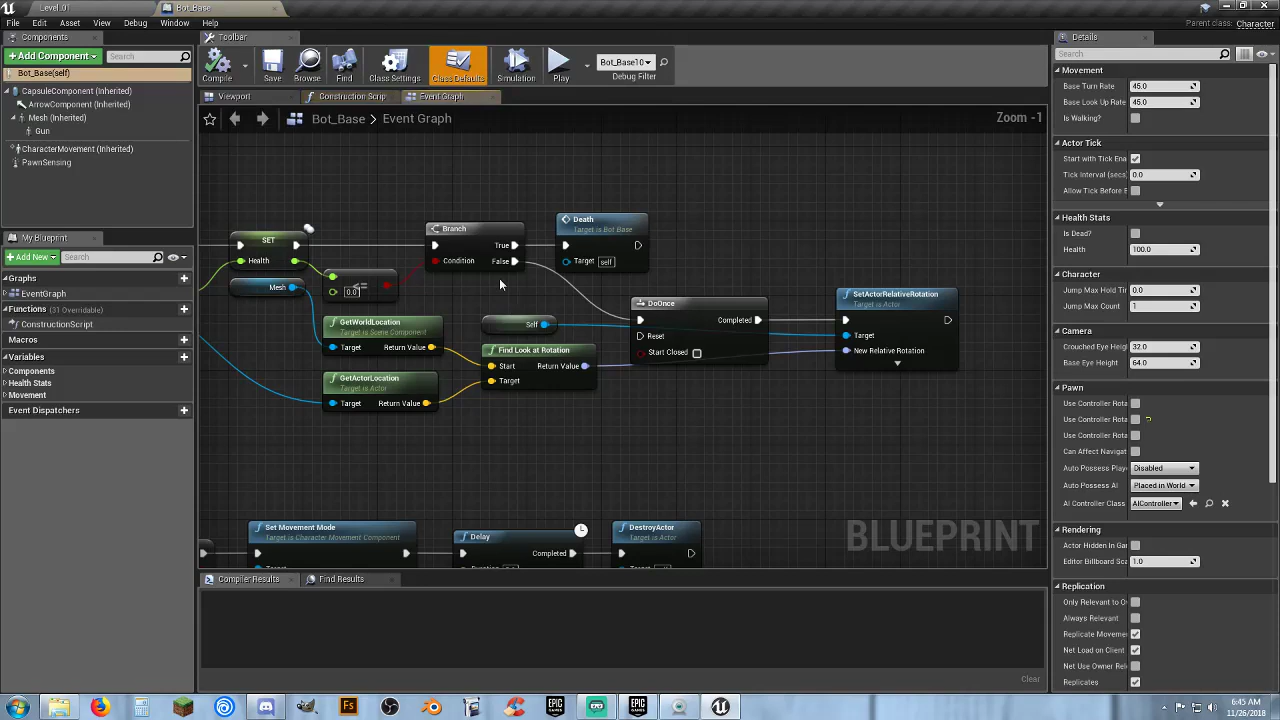 Level.01
Bot_Base
File
Edit
Asset
View
Debug
Window
Help
Parent class: Character
Components
+ Add Component
Search
Bot_Base(self)
CapsuleComponent (Inherited)
ArrowComponent (Inherited)
Mesh (Inherited)
Gun
CharacterMovement (Inherited)
PawnSensing
My Blueprint
+ Add New
Search
Graphs
EventGraph
Functions (31 Overridable)
ConstructionScript
Macros
Variables
Components
Health Stats
Movement
Event Dispatchers
Toolbar
Compile
Save
Browse
Find
Class Settings
Class Defaults
Simulation
Play
Bot_Base10
Debug Filter
Viewport
Construction Scrip
Event Graph
Bot_Base
Event Graph
Zoom -1
SET
Health
Mesh
<=
0.0
Branch
True
Condition
False
Death
Target is Bot Base
Target
self
GetWorldLocation
Target is Scene Component
Target
Return Value
GetActorLocation
Target is Actor
Target
Return Value
Self
Find Look at Rotation
Start
Return Value
Target
DoOnce
Completed
Reset
Start Closed
SetActorRelativeRotation
Target is Actor
Target
New Relative Rotation
Set Movement Mode
Target is Character Movement Component
Delay
Completed
DestroyActor
Target is Actor
BLUEPRINT
Compiler Results
Find Results
Clear
Details
Search
Movement
Base Turn Rate
45.0
Base Look Up Rate
45.0
Is Walking?
Actor Tick
Start with Tick Ena
Tick Interval (secs
0.0
Allow Tick Before B
Health Stats
Is Dead?
Health
100.0
Character
Jump Max Hold Tir
0.0
Jump Max Count
1
Camera
Crouched Eye Height
32.0
Base Eye Height
64.0
Pawn
Use Controller Rota
Use Controller Rota
Use Controller Rota
Can Affect Navigat
Auto Possess Playe
Disabled
Auto Possess AI
Placed in World
AI Controller Class
AIController
Rendering
Actor Hidden In Ga
Editor Billboard Sca
1.0
Replication
Only Relevant to O
Always Relevant
Replicate Moveme
Net Load on Client
Net Use Owner Rel
Replicates
6:45 AM
11/26/2018